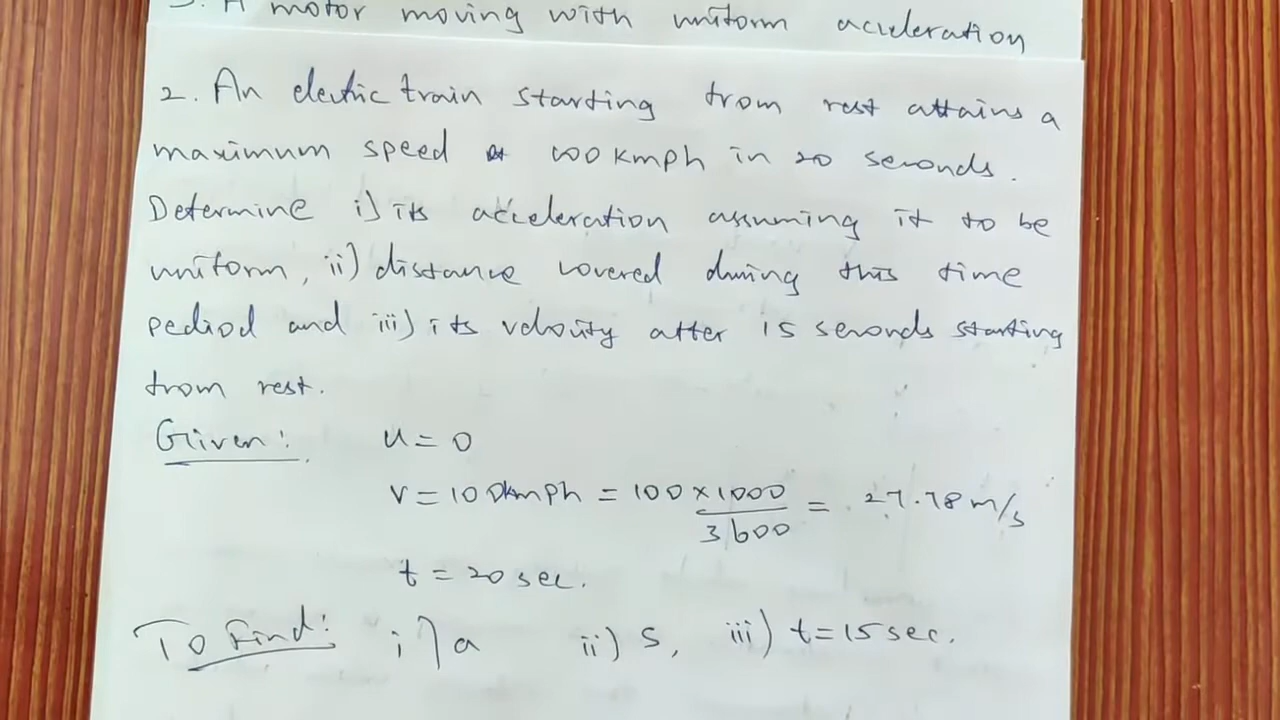 3. A motor moving with uniform acceleration
2. An electric train starting from rest attains a
maximum speed of 100 kmph in 20 seconds.
Determine i) its acceleration assuming it to be
uniform, ii) distance covered during this time
pediod and iii) its velocity after 15 seconds starting
from rest.
Given: u = 0
v = 100kmph = 100 x 1000 / 3600 = 27.78 m/s
t = 20 sec.
To Find: i) a ii) S, iii) t = 15 sec.